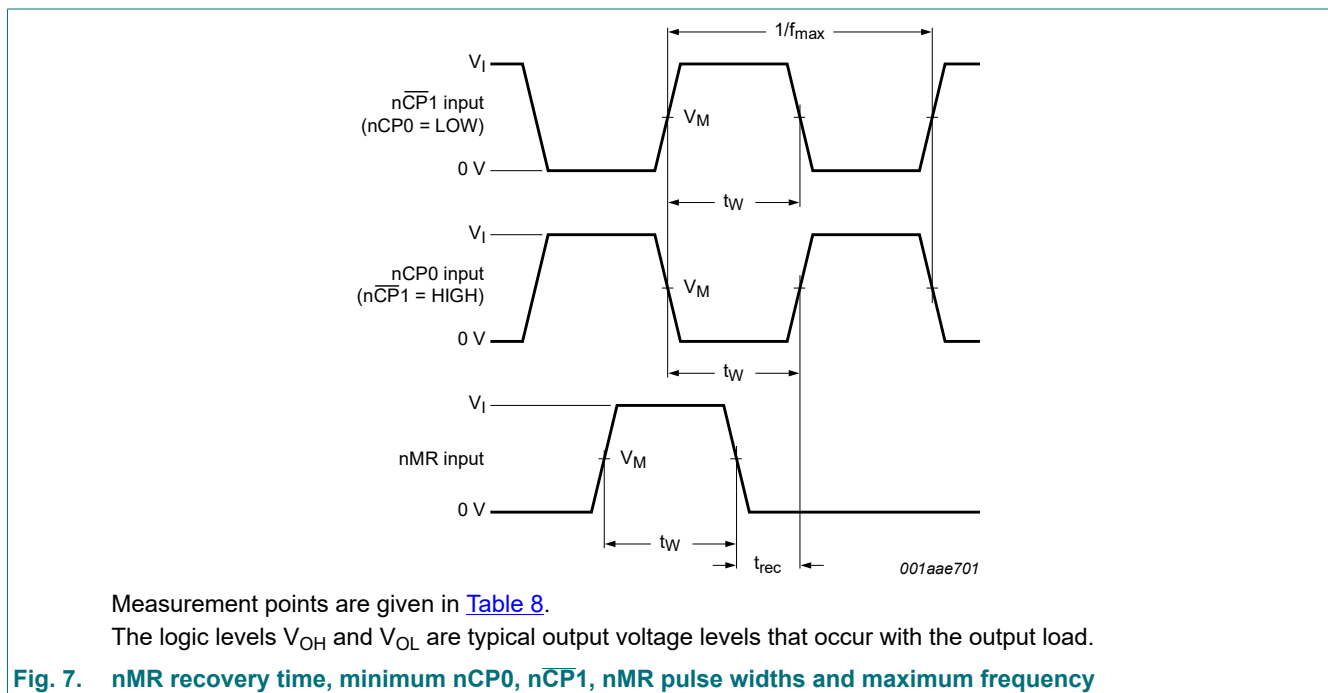 1/fmax
VI
nCP1 input
(nCP0 = LOW)
VM
0 V
tW
VI
nCP0 input
(nCP1 = HIGH)
VM
0 V
tW
VI
nMR input
VM
0 V
tW
trec
001aae701
Measurement points are given in Table 8.
The logic levels VOH and VOL are typical output voltage levels that occur with the output load.
Fig. 7. nMR recovery time, minimum nCP0, nCP1, nMR pulse widths and maximum frequency